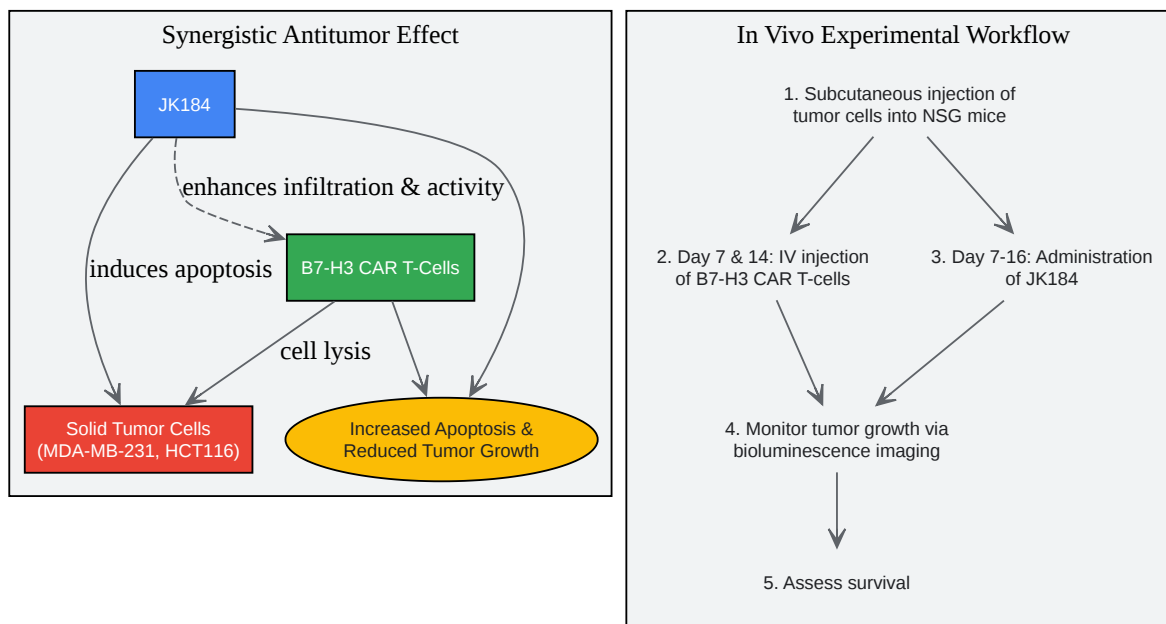 Synergistic Antitumor Effect
JK184
enhances infiltration & activity
induces apoptosis
B7-H3 CAR T-Cells
cell lysis
Solid Tumor Cells
(MDA-MB-231, HCT116)
Increased Apoptosis &
Reduced Tumor Growth
In Vivo Experimental Workflow
1. Subcutaneous injection of
tumor cells into NSG mice
2. Day 7 & 14: IV injection
of B7-H3 CAR T-cells
3. Day 7-16: Administration
of JK184
4. Monitor tumor growth via
bioluminescence imaging
5. Assess survival